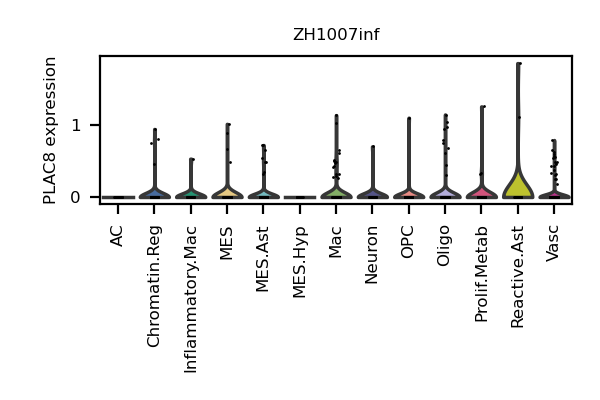 ZH1007inf
PLAC8 expression
1
0
AC
Chromatin.Reg
Inflammatory.Mac
MES
MES.Ast
MES.Hyp
Mac
Neuron
OPC
Oligo
Prolif.Metab
Reactive.Ast
Vasc